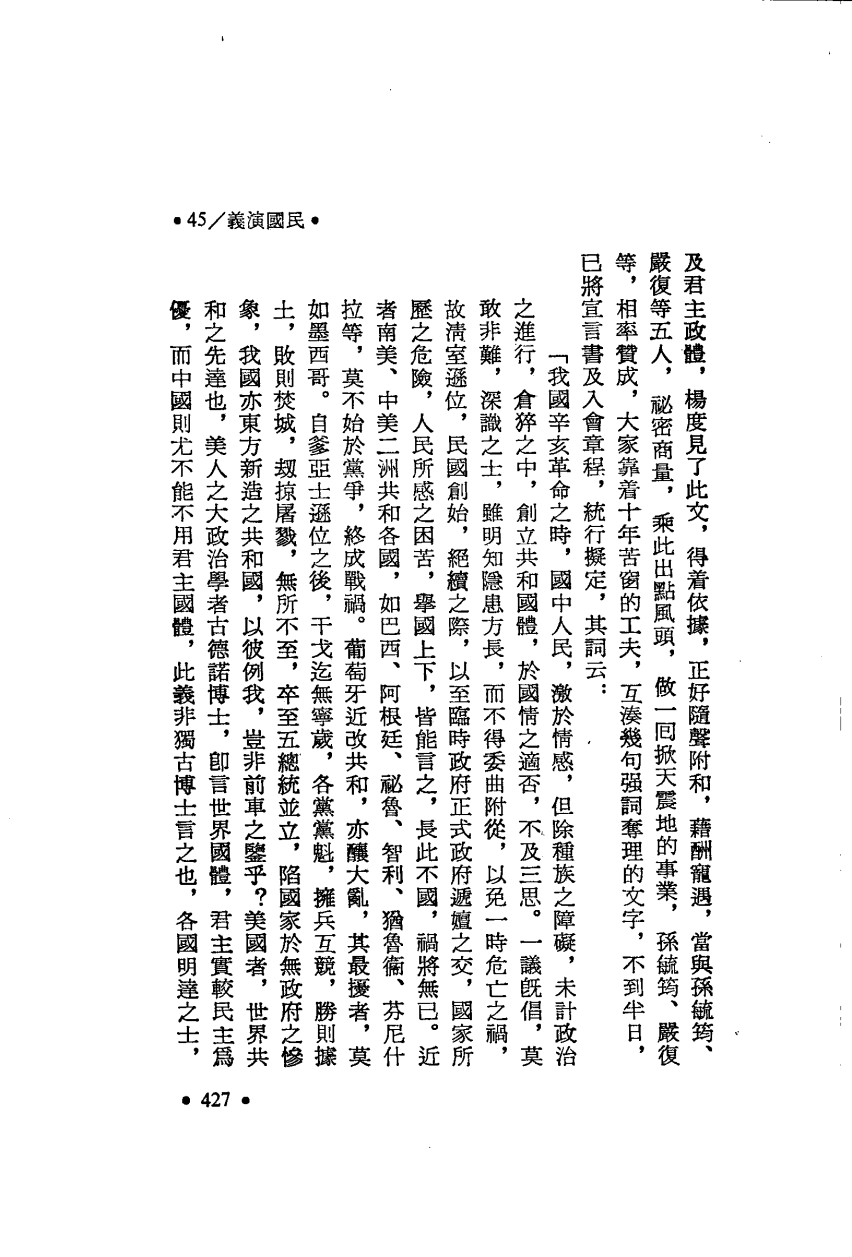 •45/義演國民•
及君主政體，楊度見了此文，得着依據，正好隨聲附和，藉酬寵遇，當與孫毓筠、
嚴復等五人，祕密商量，乘此出點風頭，做一回掀天震地的事業，孫毓筠、嚴復
等，相率贊成，大家靠着十年苦窗的工夫，互湊幾句强詞奪理的文字，不到半日，
已將宣言書及入會章程，統行擬定，其詞云：
「我國辛亥革命之時，國中人民，激於情感，但除種族之障礙，未計政治
之進行，倉猝之中，創立共和國體，於國情之適否，不及三思。一議旣倡，莫
敢非難，深識之士，雖明知隱患方長，而不得委曲附從，以免一時危亡之禍，
故清室遜位，民國創始，絕續之際，以至臨時政府正式政府遞嬗之交，國家所
歷之危險，人民所感之困苦，舉國上下，皆能言之，長此不國，禍將無已。近
者南美、中美二洲共和各國，如巴西、阿根廷、祕魯、智利、猶魯衞、芬尼什
拉等，莫不始於黨爭，終成戰禍。葡萄牙近改共和，亦釀大亂，其最擾者，莫
如墨西哥。自爹亞士遜位之後，干戈迄無寧歲，各黨黨魁，擁兵互競，勝則據
土，敗則焚城，刼掠屠戮，無所不至，卒至五總統並立，陷國家於無政府之慘
象，我國亦東方新造之共和國，以彼例我，豈非前車之鑒乎？美國者，世界共
和之先達也，美人之大政治學者古德諾博士，卽言世界國體，君主實較民主爲
優，而中國則尤不能不用君主國體，此義非獨古博士言之也，各國明達之士，
•427•